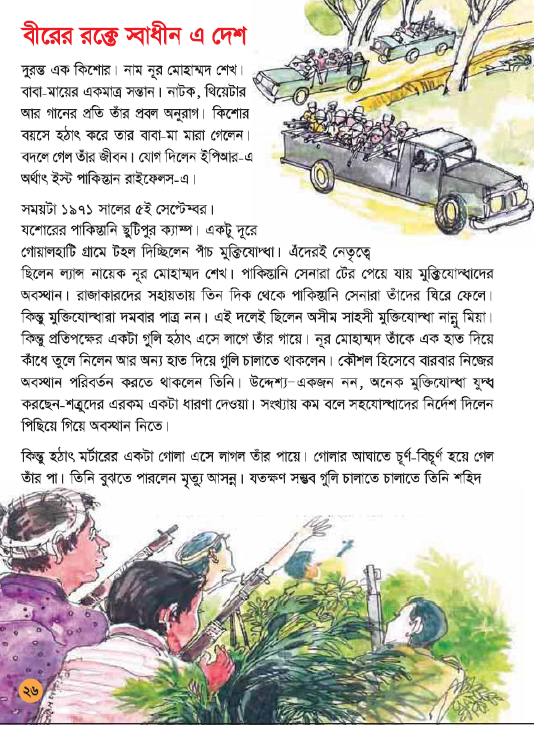 বীরের রক্তে স্বাধীন এ দেশ
দুরন্ত এক কিশোর। নাম নূর মোহাম্মদ শেখ।
বাবা-মায়ের একমাত্র সন্তান। নাটক, থিয়েটার
আর গানের প্রতি তাঁর প্রবল অনুরাগ। কিশোর
বয়সে হঠাৎ করে তার বাবা-মা মারা গেলেন।
বদলে গেল তাঁর জীবন। যোগ দিলেন ইপিআর-এ
অর্থাৎ ইস্ট পাকিস্তান রাইফেলস-এ।
সময়টা ১৯৭১ সালের ৫ই সেপ্টেম্বর।
যশোরের পাকিস্তানি ছুটিপুর ক্যাম্প। একটু দূরে
গোয়ালহাটি গ্রামে টহল দিচ্ছিলেন পাঁচ মুক্তিযোদ্ধা। এঁদেরই নেতৃত্বে
ছিলেন ল্যান্স নায়েক নূর মোহাম্মদ শেখ। পাকিস্তানি সেনারা টের পেয়ে যায় মুক্তিযোদ্ধাদের
অবস্থান। রাজাকারদের সহায়তায় তিন দিক থেকে পাকিস্তানি সেনারা তাঁদের ঘিরে ফেলে।
কিন্তু মুক্তিযোদ্ধারা দমবার পাত্র নন। এই দলেই ছিলেন অসীম সাহসী মুক্তিযোদ্ধা নান্নু মিয়া।
কিন্তু প্রতিপক্ষের একটা গুলি হঠাৎ এসে লাগে তাঁর গায়ে। নূর মোহাম্মদ তাঁকে এক হাত দিয়ে
কাঁধে তুলে নিলেন আর অন্য হাত দিয়ে গুলি চালাতে থাকলেন। কৌশল হিসেবে বারবার নিজের
অবস্থান পরিবর্তন করতে থাকলেন তিনি। উদ্দেশ্য-একজন নন, অনেক মুক্তিযোদ্ধা যুদ্ধ
করছেন-শত্রুদের এরকম একটা ধারণা দেওয়া। সংখ্যায় কম বলে সহযোদ্ধাদের নির্দেশ দিলেন
পিছিয়ে গিয়ে অবস্থান নিতে।
কিন্তু হঠাৎ মর্টারের একটা গোলা এসে লাগল তাঁর পায়ে। গোলার আঘাতে চূর্ণ-বিচূর্ণ হয়ে গেল
তাঁর পা। তিনি বুঝতে পারলেন মৃত্যু আসন্ন। যতক্ষণ সম্ভব গুলি চালাতে চালাতে তিনি শহিদ
২৬